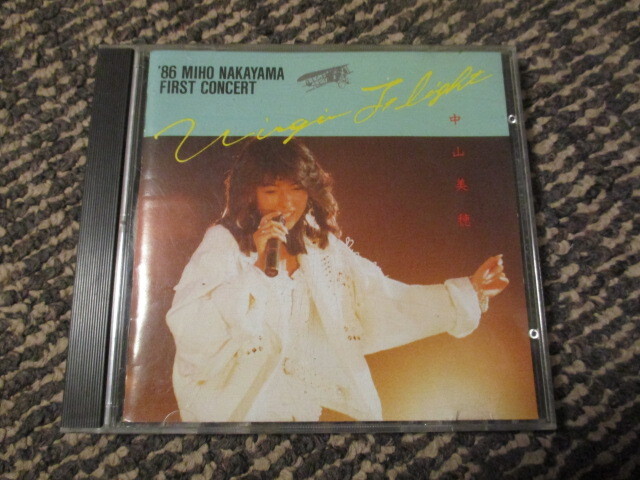 '86 MIHO NAKAYAMA
FIRST CONCERT
Virgin Flight
中山美穂